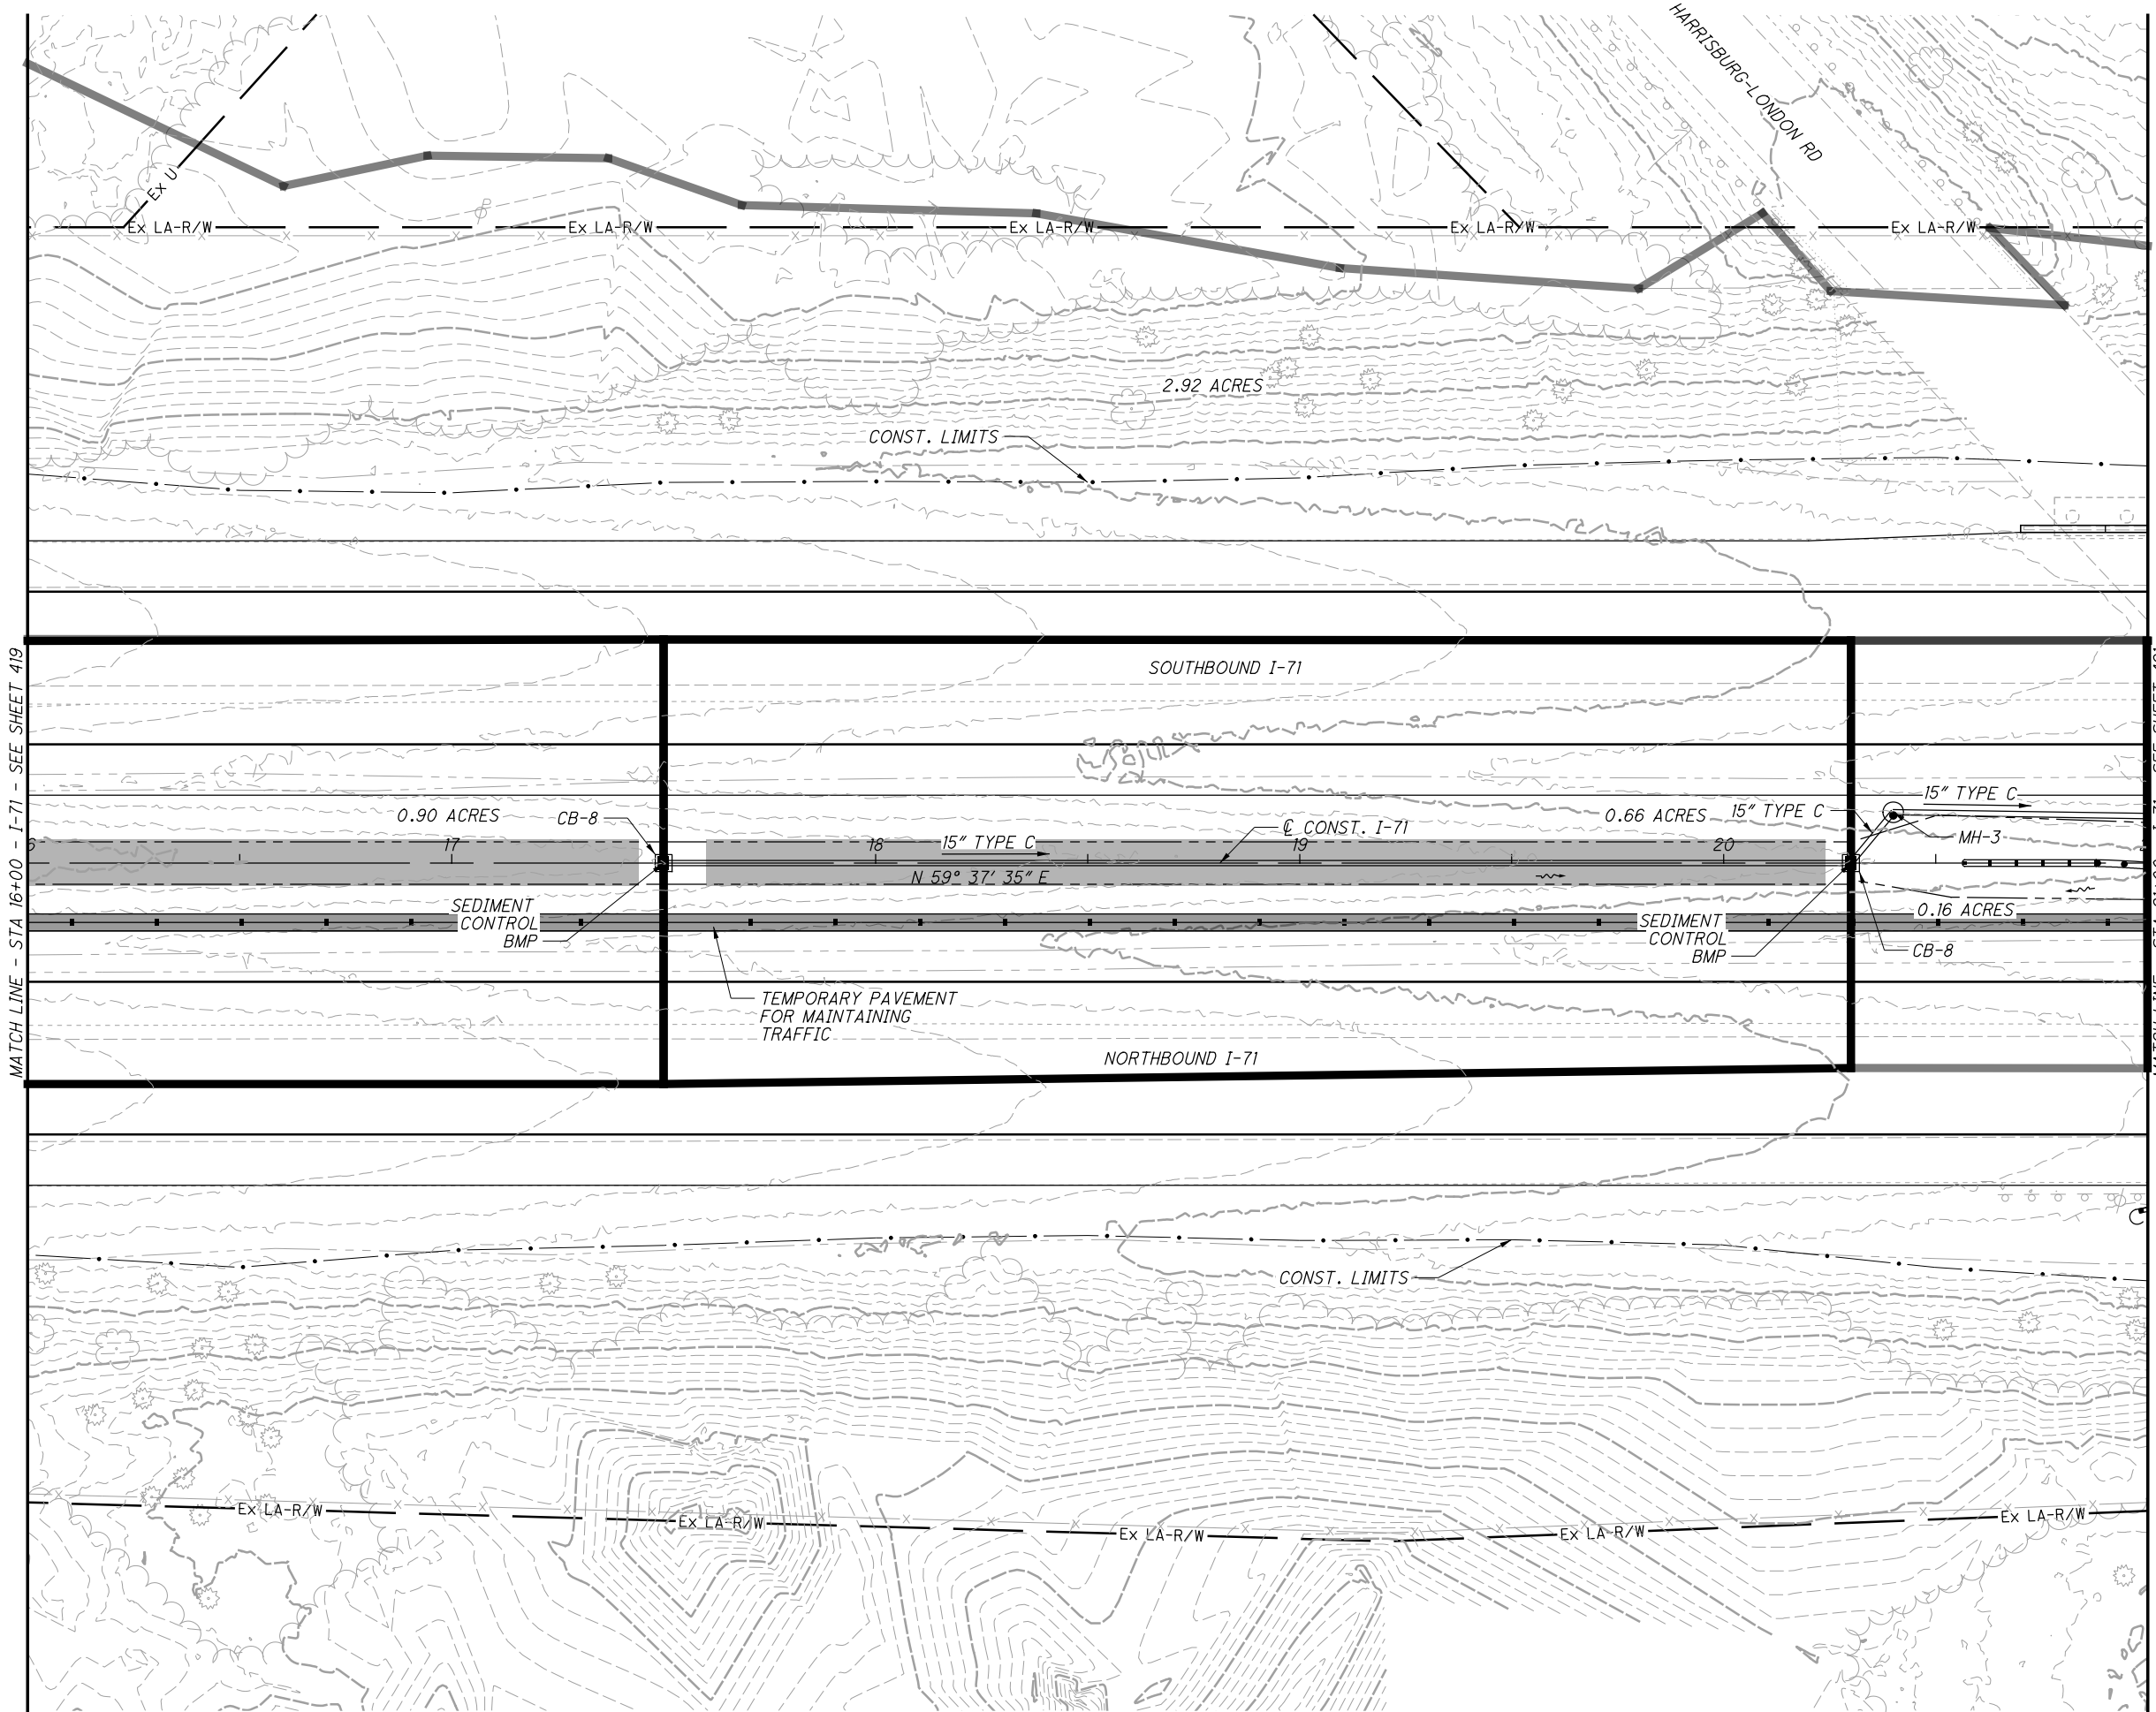 HARRISBURG-LONDON RD
Ex U
Ex LA-R/W
Ex LA-R/W
Ex LA-R/W
Ex LA-R/W
Ex LA-R/W
2.92 ACRES
CONST. LIMITS
MATCH LINE - STA 16+00 - I-71 - SEE SHEET 419
SOUTHBOUND I-71
0.90 ACRES
CB-8
15" TYPE C
℄ CONST. I-71
0.66 ACRES
15" TYPE C
15" TYPE C
MH-3
6
17
18
19
20
N 59° 37' 35" E
SEDIMENT
CONTROL
BMP
SEDIMENT
CONTROL
BMP
0.16 ACRES
CB-8
TEMPORARY PAVEMENT
FOR MAINTAINING
TRAFFIC
NORTHBOUND I-71
CONST. LIMITS
Ex LA-R/W
Ex LA-R/W
Ex LA-R/W
Ex LA-R/W
Ex LA-R/W